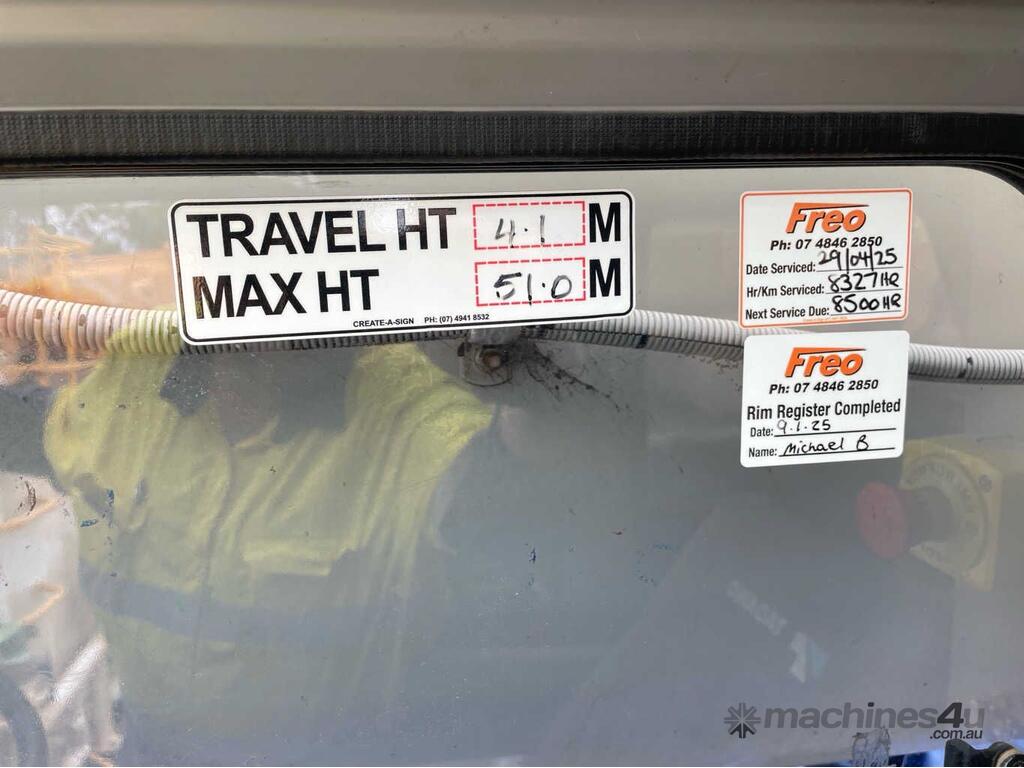 TRAVEL HT 4.1 M
MAX HT 51.0 M
CREATE-A-SIGN PH: (07) 4941 8532
Freo
Ph: 07 4846 2850
Date Serviced: 29/04/25
Hr/Km Serviced: 8327HR
Next Service Due: 8500HR
Freo
Ph: 07 4846 2850
Rim Register Completed
Date: 9.1.25
Name: Michael B
machines4u
.com.au